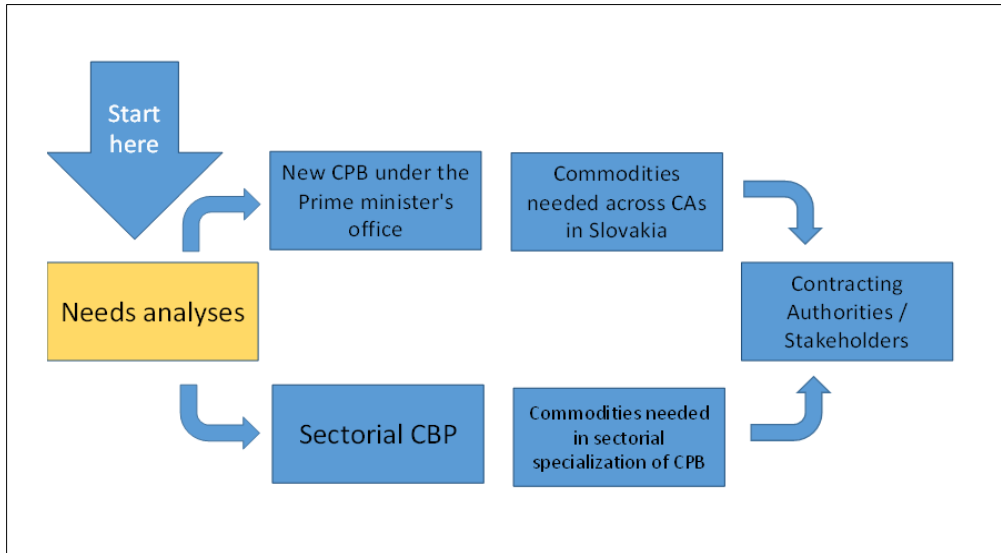 Start
here
New CPB under the
Prime minister's
office
Commodities
needed across CAs
in Slovakia
Needs analyses
Contracting
Authorities /
Stakeholders
Sectorial CBP
Commodities needed
in sectorial
specialization of CPB